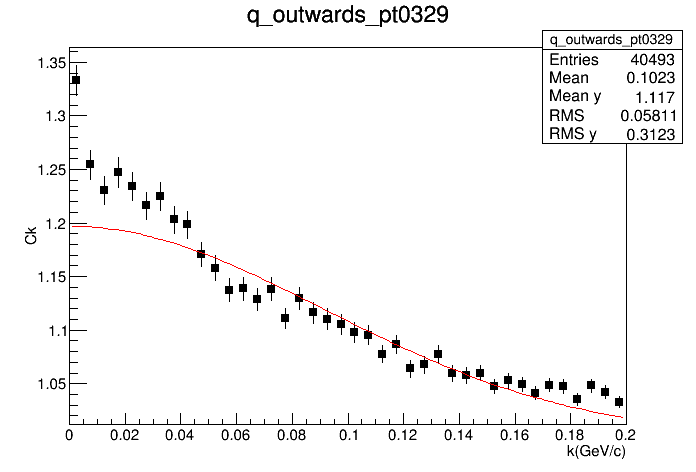 q_outwards_pt0329
q_outwards_pt0329
Entries 40493
Mean 0.1023
Mean y 1.117
RMS 0.05811
RMS y 0.3123
Ck
1.35
1.3
1.25
1.2
1.15
1.1
1.05
0 0.02 0.04 0.06 0.08 0.1 0.12 0.14 0.16 0.18 0.2
k(GeV/c)